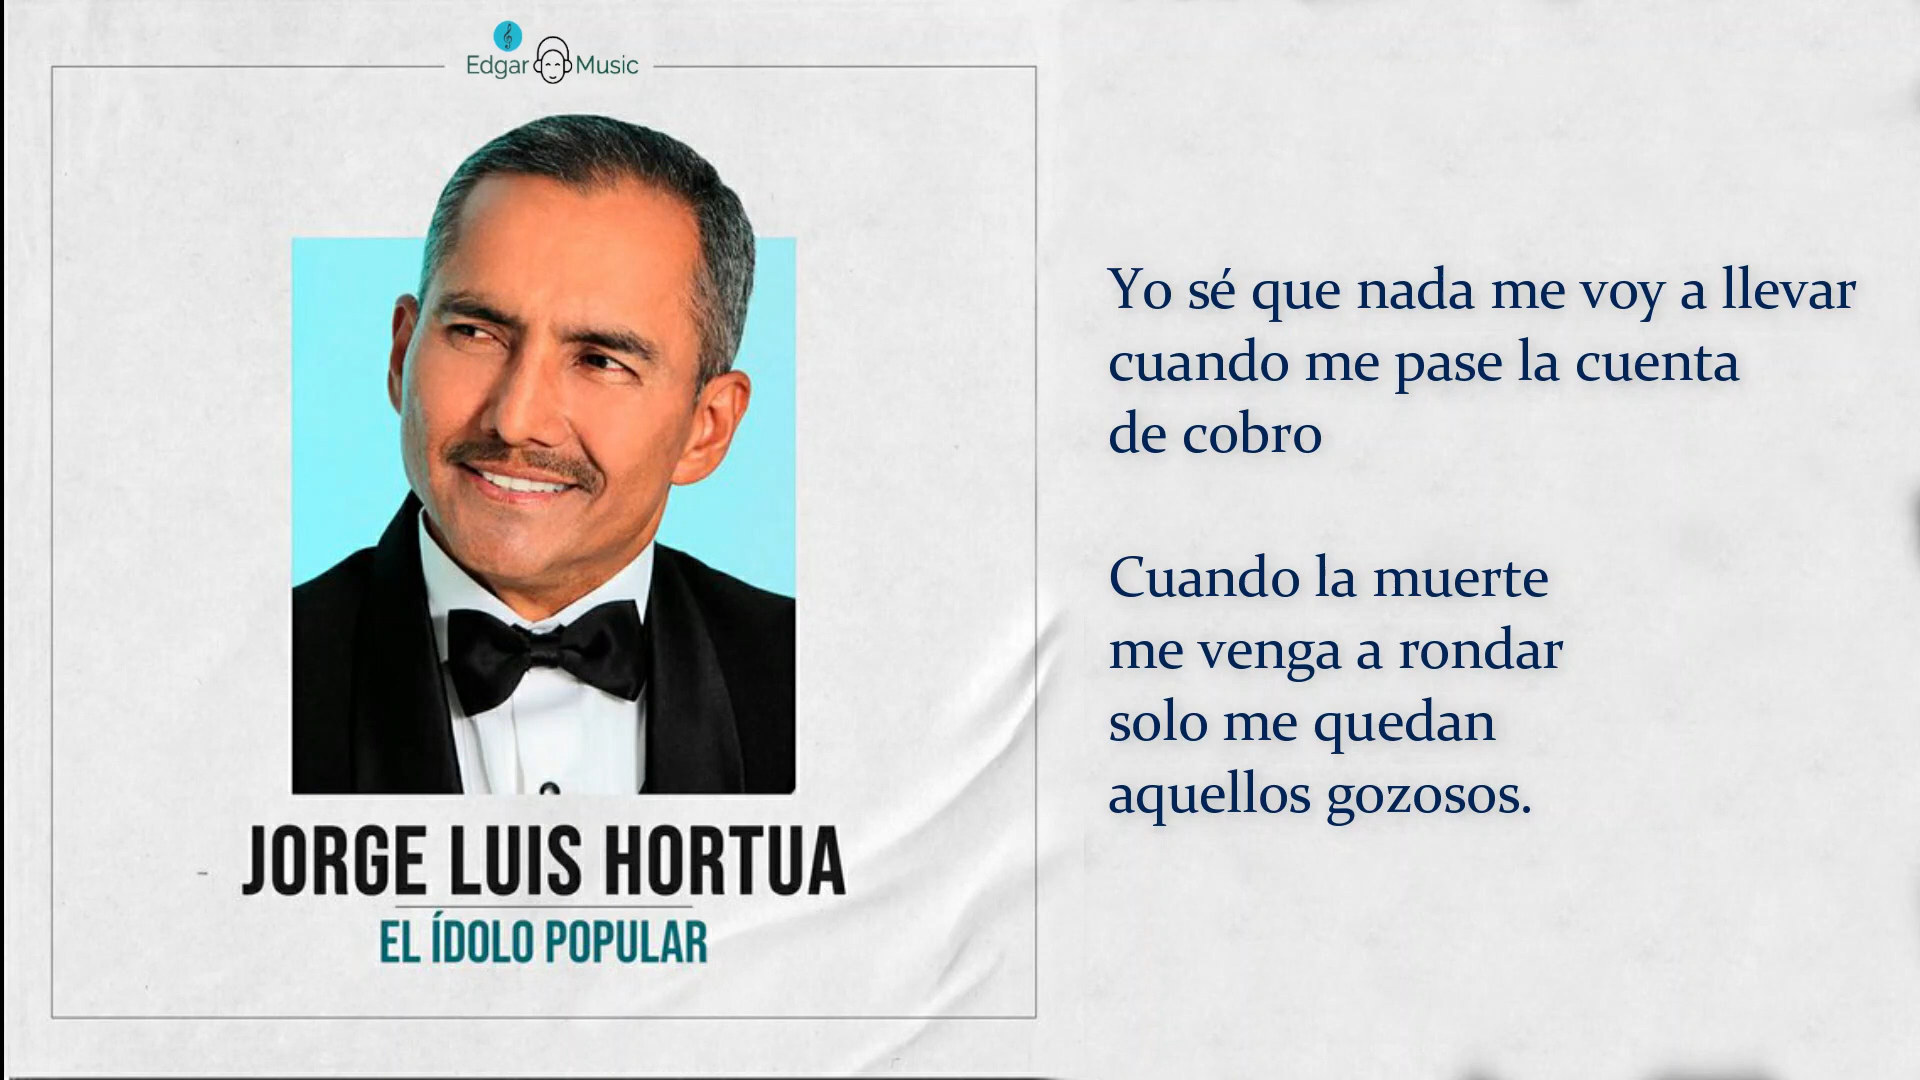 Edgar Music
JORGE LUIS HORTUA
EL ÍDOLO POPULAR
Yo sé que nada me voy a llevar
cuando me pase la cuenta
de cobro
Cuando la muerte
me venga a rondar
solo me quedan
aquellos gozosos.